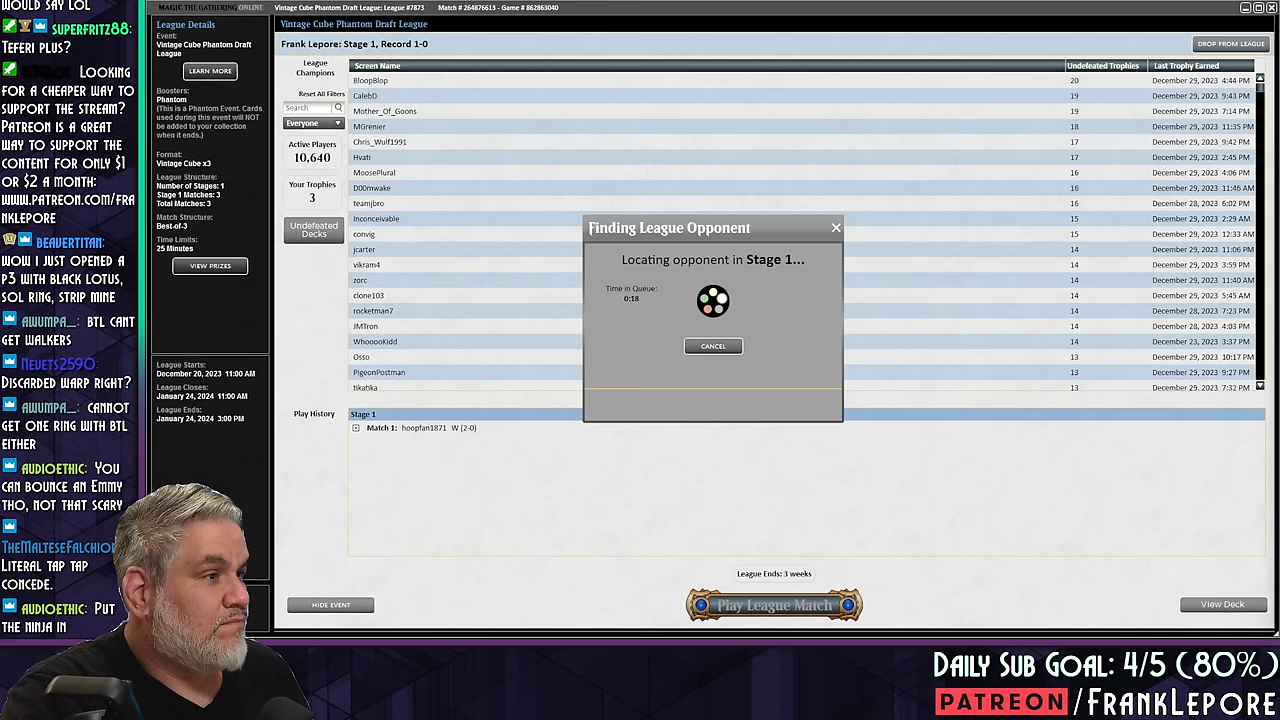 MAGIC THE GATHERING ONLINE
Vintage Cube Phantom Draft League: League #7873
Match # 264876613 - Game # 862863040
WOULD SAY LOL
SUPERFRITZ88:
TEFERI PLUS?
LOOKING
FOR A CHEAPER WAY TO
SUPPORT THE STREAM?
PATREON IS A GREAT
WAY TO SUPPORT THE
CONTENT FOR ONLY $1
OR $2 A MONTH:
WWW.PATREON.COM/FRA
NKLEPORE
BEAVERTITAN:
WOW I JUST OPENED A
P3 WITH BLACK LOTUS,
SOL RING, STRIP MINE
AWUMPA_: BTL CANT
GET WALKERS
NEVETS2590:
DISCARDED WARP RIGHT?
AWUMPA_: CANNOT
GET ONE RING WITH BTL
EITHER
AUDIOETHIC: YOU
CAN BOUNCE AN EMMY
THO, NOT THAT SCARY
THEMALTESEFALCHIO
LITERAL TAP TAP
CONCEDE.
AUDIOETHIC: PUT
THE NINJA IN
League Details
Event:
Vintage Cube Phantom Draft
League
LEARN MORE
Boosters:
Phantom
(This is a Phantom Event. Cards
used during this event will NOT
be added to your collection
when it ends.)
Format:
Vintage Cube x3
League Structure:
Number of Stages: 1
Stage 1 Matches: 3
Total Matches: 3
Match Structure:
Best-of-3
Time Limits:
25 Minutes
VIEW PRIZES
League Starts:
December 20, 2023 11:00 AM
League Closes:
January 24, 2024 11:00 AM
League Ends:
January 24, 2024 3:00 PM
Vintage Cube Phantom Draft League
Frank Lepore: Stage 1, Record 1-0
DROP FROM LEAGUE
League
Champions
Reset All Filters
Search
Everyone
Active Players
10,640
Your Trophies
3
Undefeated
Decks
Screen Name Undefeated Trophies Last Trophy Earned
BloopBlop 20 December 29, 2023 4:44 PM
CalebD 19 December 29, 2023 9:43 PM
Mother_Of_Goons 19 December 29, 2023 7:14 PM
MGrenier 18 December 29, 2023 11:35 PM
Chris_Wulf1991 17 December 29, 2023 9:42 PM
Hvati 17 December 29, 2023 2:45 PM
MoosePlural 16 December 29, 2023 4:06 PM
D00mwake 16 December 29, 2023 11:46 AM
teamjbro 16 December 28, 2023 6:02 PM
Inconceivable 15 December 29, 2023 2:29 AM
convig 15 December 29, 2023 12:33 AM
jcarter 14 December 29, 2023 11:06 PM
vikram4 14 December 29, 2023 3:59 PM
zorc 14 December 29, 2023 11:40 AM
clone103 14 December 29, 2023 5:45 AM
rocketman7 14 December 28, 2023 7:23 PM
JMTron 14 December 28, 2023 4:03 PM
WhooooKidd 14 December 23, 2023 3:37 PM
Osso 13 December 29, 2023 10:17 PM
PigeonPostman 13 December 29, 2023 9:27 PM
tikatika 13 December 29, 2023 7:32 PM
Finding League Opponent
Locating opponent in Stage 1...
Time in Queue:
0:18
CANCEL
Play History
Stage 1
Match 1: hoopfan1871 W (2-0)
League Ends: 3 weeks
HIDE EVENT
Play League Match
View Deck
DAILY SUB GOAL: 4/5 (80%)
PATREON/FRANKLEPORE